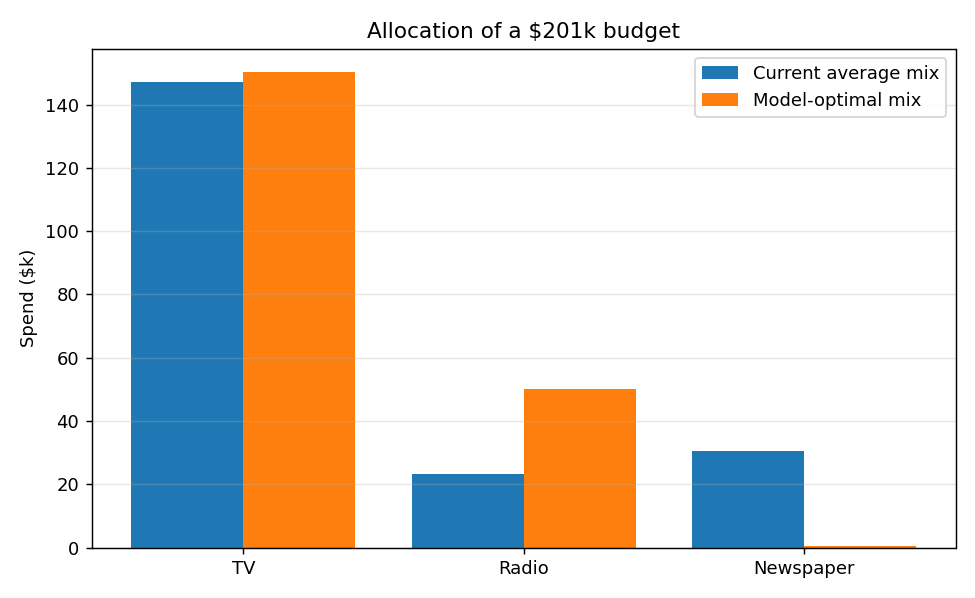 Allocation of a $201k budget
Current average mix
Model-optimal mix
Spend ($k)
140
120
100
80
60
40
20
0
TV
Radio
Newspaper